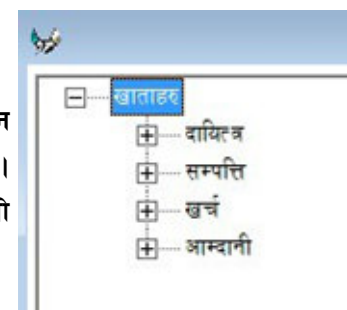 खाताहरु
दायित्व
सम्पत्ति
खर्च
आम्दानी